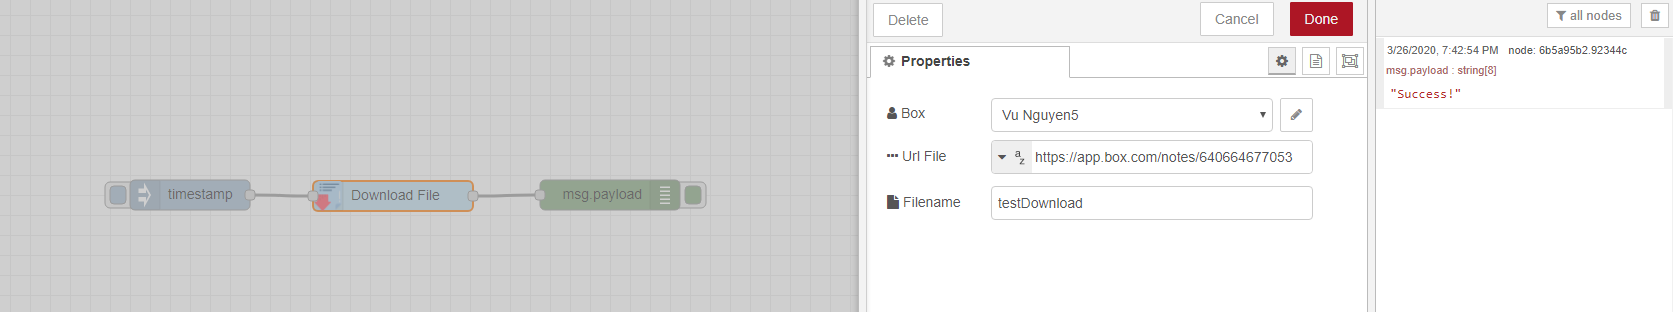 timestamp
Download File
msg.payload
Delete
Cancel
Done
Properties
Box
Vu Nguyen5
Url File
a
z
https://app.box.com/notes/640664677053
Filename
testDownload
all nodes
3/26/2020, 7:42:54 PM node: 6b5a95b2.92344c
msg.payload : string[8]
"Success!"